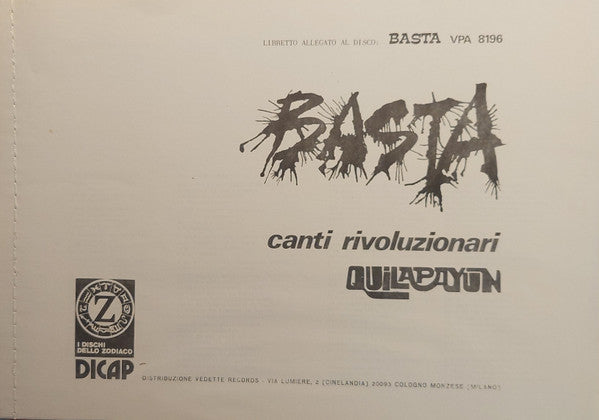 LIBRETTO ALLEGATO AL DISCO: BASTA VPA 8196
BASTA
canti rivoluzionari
QUILAPAYUN
Z
I DISCHI
DELLO ZODIACO
DICAP
DISTRIBUZIONE VEDETTE RECORDS - VIA LUMIERE, 2 (CINELANDIA) 20093 COLOGNO MONZESE (MILANO)